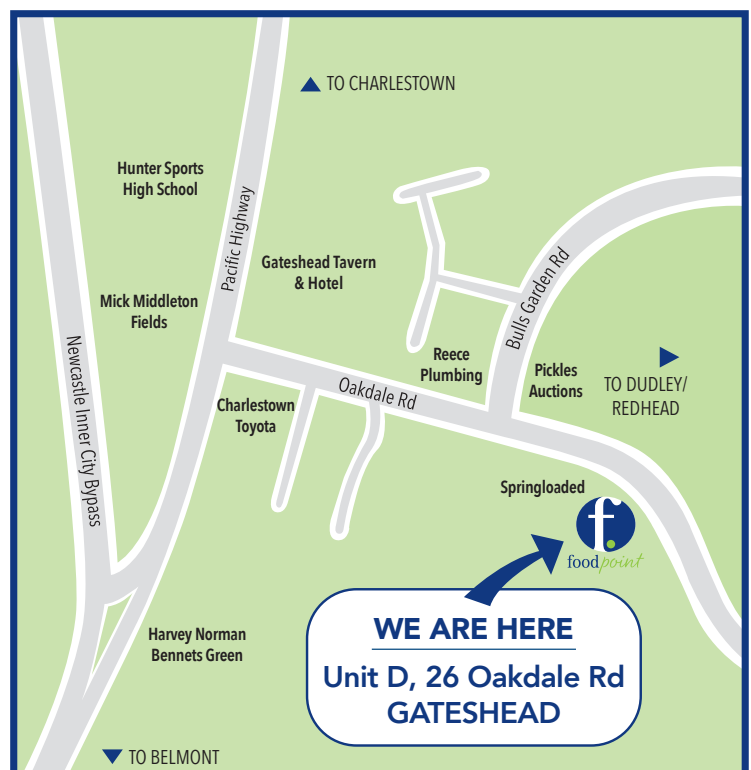 TO CHARLESTOWN
Hunter Sports
High School
Pacific Highway
Gateshead Tavern
& Hotel
Bulls Garden Rd
Mick Middleton
Fields
Newcastle Inner City Bypass
Reece
Plumbing
Pickles
Auctions
TO DUDLEY/
REDHEAD
Oakdale Rd
Charlestown
Toyota
Springloaded
f.
foodpoint
WE ARE HERE
Unit D, 26 Oakdale Rd
GATESHEAD
Harvey Norman
Bennets Green
TO BELMONT